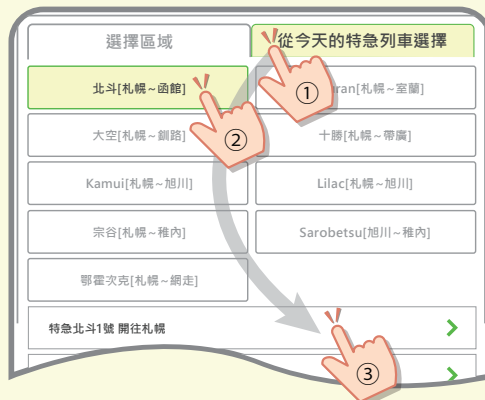 選擇區域
從今天的特急列車選擇
北斗[札幌~函館]
ran[札幌~室蘭]
①
大空[札幌~釧路]
②
十勝[札幌~帶廣]
Kamui[札幌~旭川]
Lilac[札幌~旭川]
宗谷[札幌~稚內]
Sarobetsu[旭川~稚內]
鄂霍次克[札幌~網走]
特急北斗1號 開往札幌
③